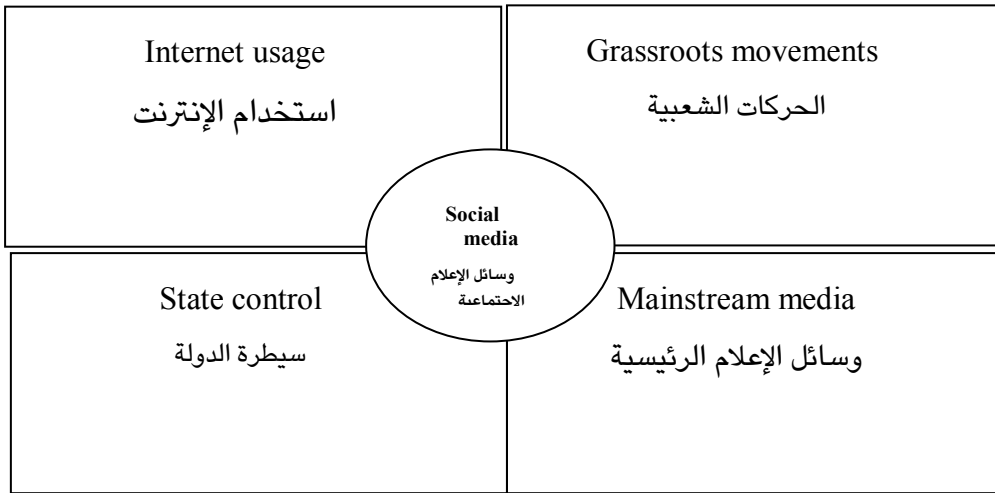 Internet usage
استخدام الإنترنت
Grassroots movements
الحركات الشعبية
Social
media
وسائل الإعلام
الاجتماعية
State control
سيطرة الدولة
Mainstream media
وسائل الإعلام الرئيسية